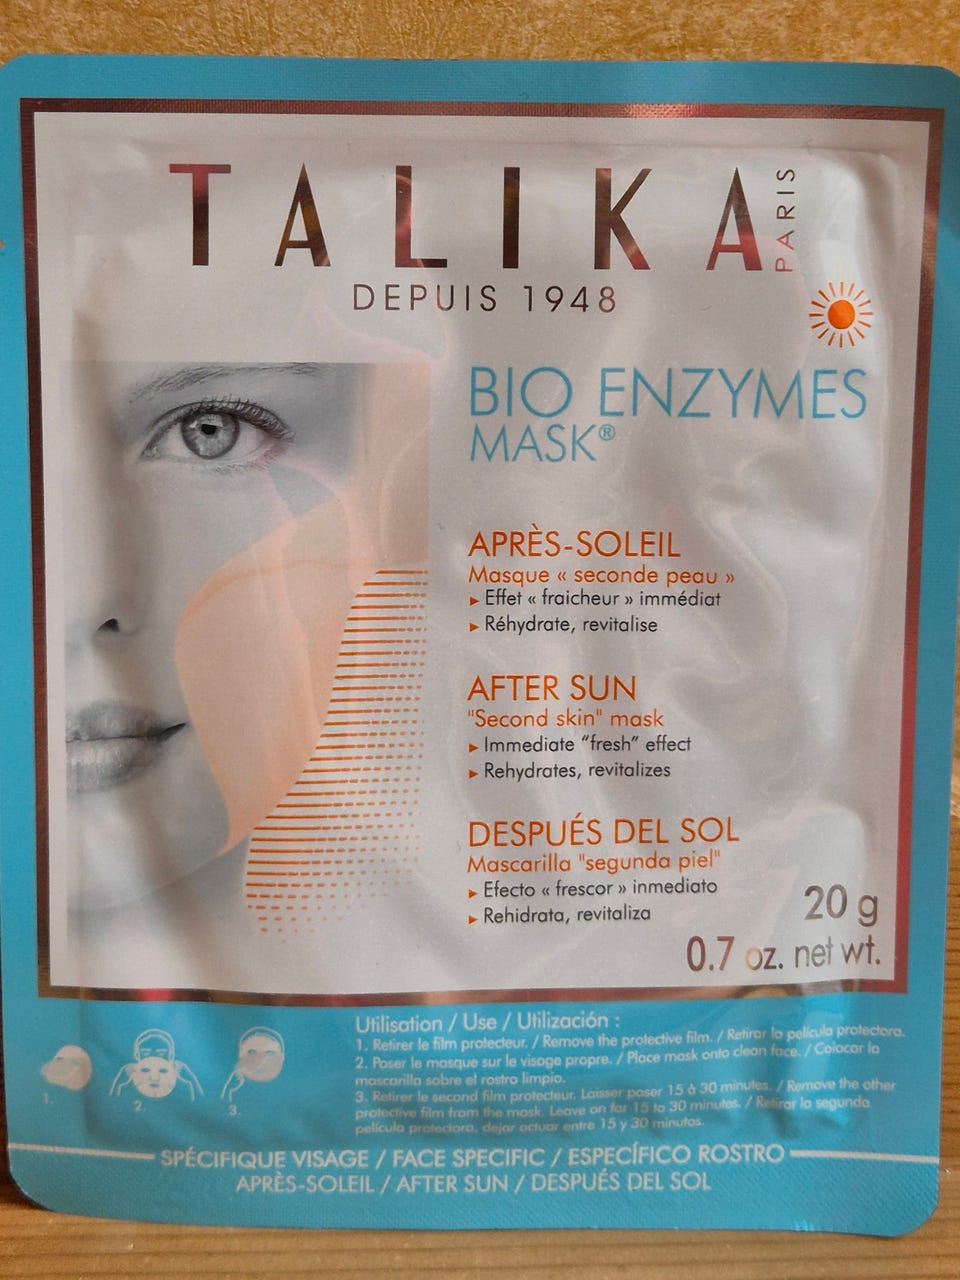 TALIKA
PARIS
DEPUIS 1948
BIO ENZYMES
MASK®
APRÈS-SOLEIL
Masque « seconde peau »
▸ Effet « fraicheur » immédiat
▸ Réhydrate, revitalise
AFTER SUN
"Second skin" mask
▸ Immediate “fresh” effect
▸ Rehydrates, revitalizes
DESPUÉS DEL SOL
Mascarilla "segunda piel"
▸ Efecto « frescor » inmediato
▸ Rehidrata, revitaliza
20 g
0.7 oz. net wt.
Utilisation / Use / Utilización :
1. Retirer le film protecteur. / Remove the protective film. / Retirar la película protectora.
2. Poser le masque sur le visage propre. / Place mask onto clean face. / Colocar la
mascarilla sobre el rostro limpio.
3. Retirer le second film protecteur. Laisser poser 15 à 30 minutes. / Remove the other
protective film from the mask. Leave on for 15 to 30 minutes. / Retirar la segunda
película protectora, dejar actuar entre 15 y 30 minutos.
1.
2.
3.
SPÉCIFIQUE VISAGE / FACE SPECIFIC / ESPECÍFICO ROSTRO
APRÈS-SOLEIL / AFTER SUN / DESPUÉS DEL SOL